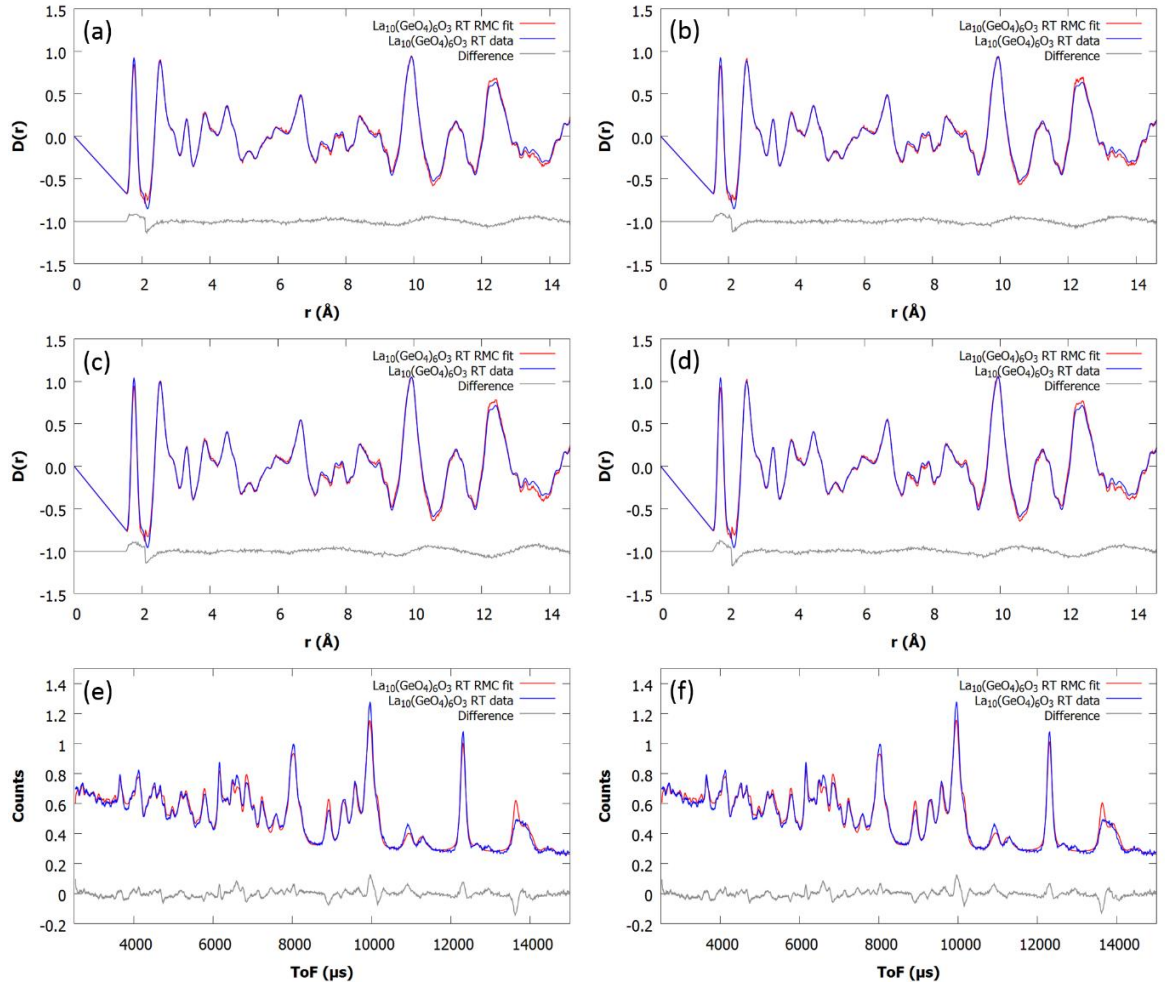 (a)
La₁₀(GeO₄)₆O₃ RT RMC fit
La₁₀(GeO₄)₆O₃ RT data
Difference
1.5
1.0
0.5
0.0
-0.5
-1.0
-1.5
D(r)
0 2 4 6 8 10 12 14
r (Å)
(b)
La₁₀(GeO₄)₆O₃ RT RMC fit
La₁₀(GeO₄)₆O₃ RT data
Difference
1.5
1.0
0.5
0.0
-0.5
-1.0
-1.5
D(r)
0 2 4 6 8 10 12 14
r (Å)
(c)
La₁₀(GeO₄)₆O₃ RT RMC fit
La₁₀(GeO₄)₆O₃ RT data
Difference
1.5
1.0
0.5
0.0
-0.5
-1.0
-1.5
D(r)
0 2 4 6 8 10 12 14
r (Å)
(d)
La₁₀(GeO₄)₆O₃ RT RMC fit
La₁₀(GeO₄)₆O₃ RT data
Difference
1.5
1.0
0.5
0.0
-0.5
-1.0
-1.5
D(r)
0 2 4 6 8 10 12 14
r (Å)
(e)
La₁₀(GeO₄)₆O₃ RT RMC fit
La₁₀(GeO₄)₆O₃ RT data
Difference
1.4
1.2
1
0.8
0.6
0.4
0.2
0
-0.2
Counts
4000 6000 8000 10000 12000 14000
ToF (µs)
(f)
La₁₀(GeO₄)₆O₃ RT RMC fit
La₁₀(GeO₄)₆O₃ RT data
Difference
1.4
1.2
1
0.8
0.6
0.4
0.2
0
-0.2
Counts
4000 6000 8000 10000 12000 14000
ToF (µs)